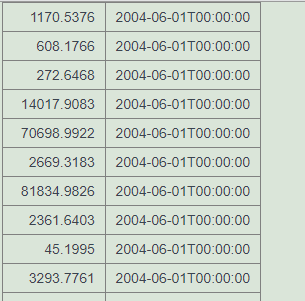 1170.5376 2004-06-01T00:00:00
608.1766 2004-06-01T00:00:00
272.6468 2004-06-01T00:00:00
14017.9083 2004-06-01T00:00:00
70698.9922 2004-06-01T00:00:00
2669.3183 2004-06-01T00:00:00
81834.9826 2004-06-01T00:00:00
2361.6403 2004-06-01T00:00:00
45.1995 2004-06-01T00:00:00
3293.7761 2004-06-01T00:00:00